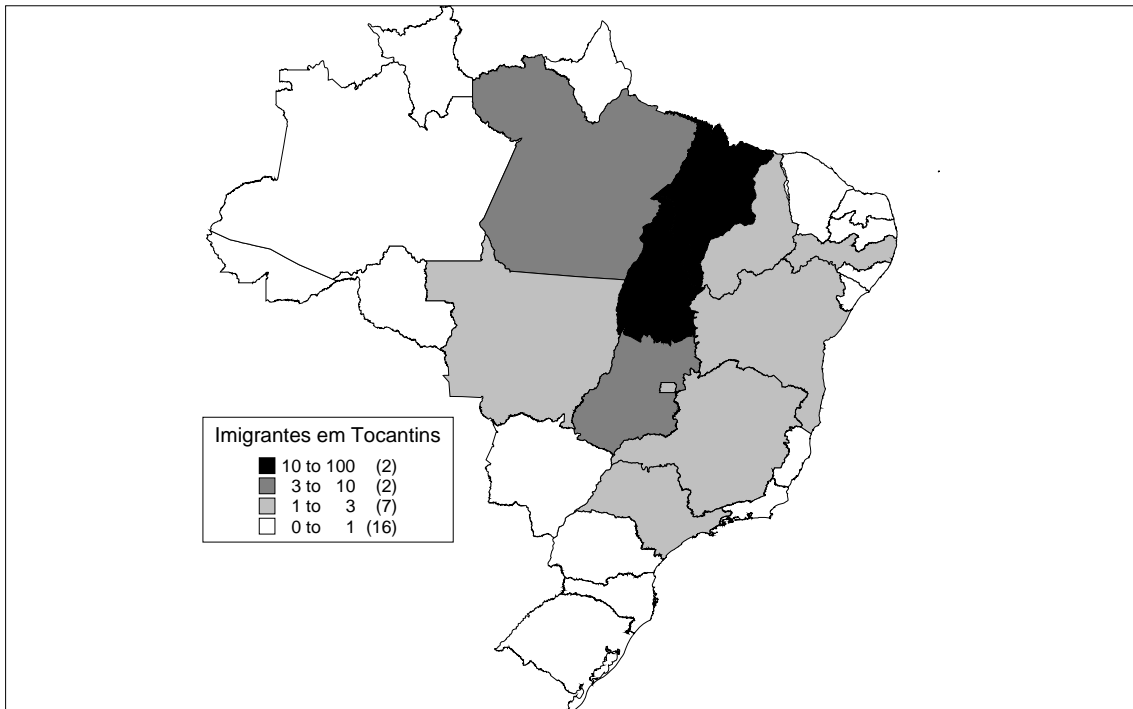 Imigrantes em Tocantins
10 to 100 (2)
3 to 10 (2)
1 to 3 (7)
0 to 1 (16)